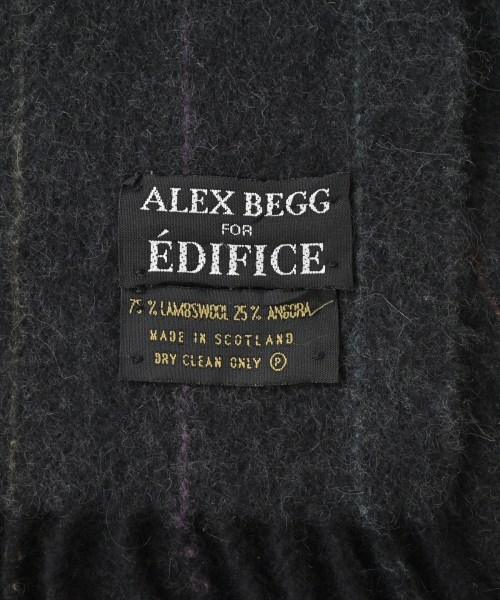 ALEX BEGG
FOR
ÉDIFICE
75% LAMBSWOOL 25% ANGORA
MADE IN SCOTLAND
DRY CLEAN ONLY Ⓟ